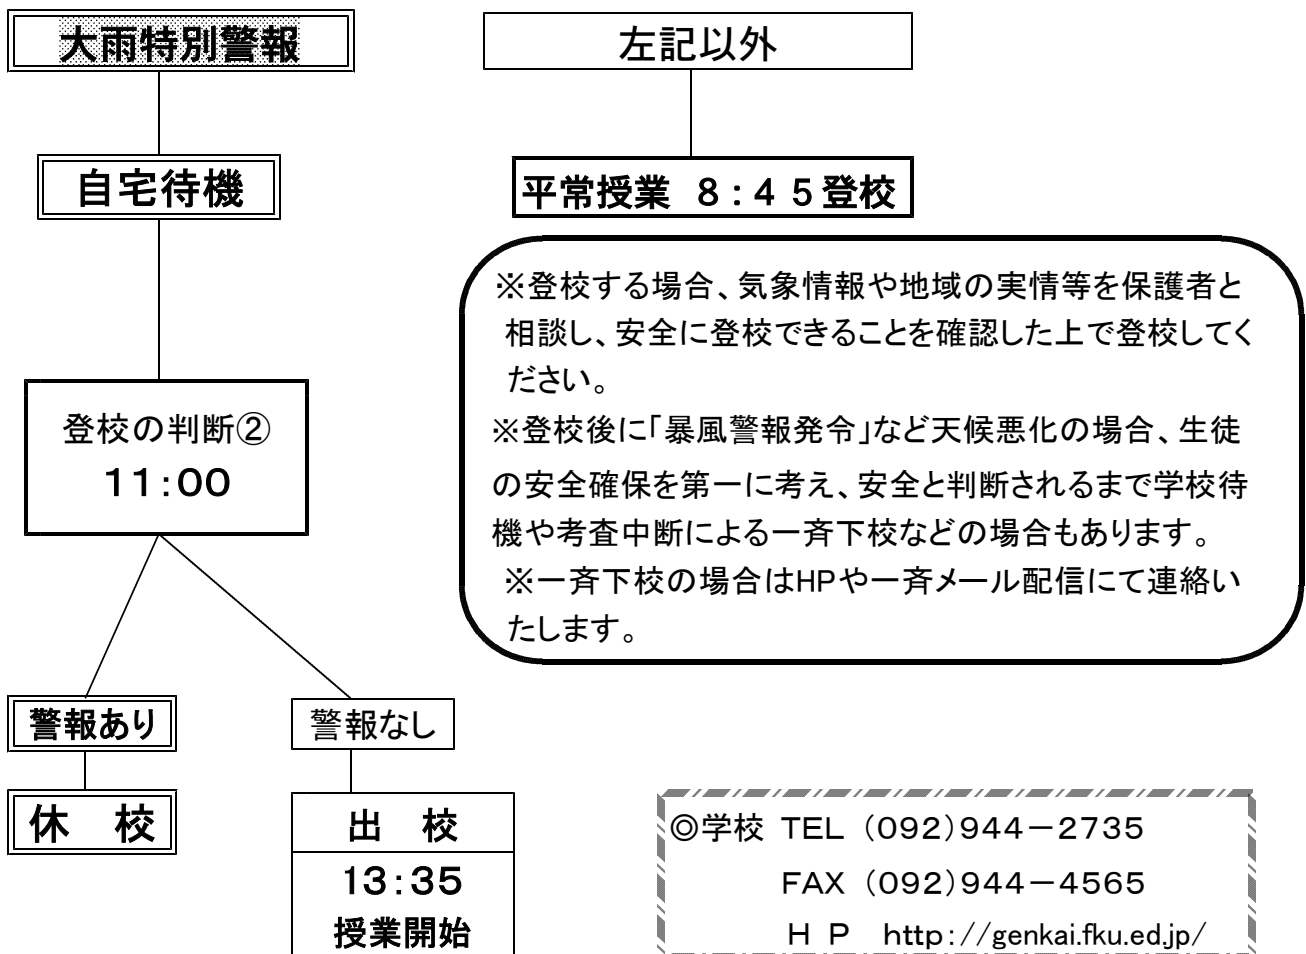 大雨特別警報
左記以外
自宅待機
平常授業 8:45登校
※登校する場合、気象情報や地域の実情等を保護者と
相談し、安全に登校できることを確認した上で登校してく
ださい。
※登校後に「暴風警報発令」など天候悪化の場合、生徒
の安全確保を第一に考え、安全と判断されるまで学校待
機や考査中断による一斉下校などの場合もあります。
※一斉下校の場合はHPや一斉メール配信にて連絡い
たします。
登校の判断②
11:00
警報あり
警報なし
休 校
出 校
13:35
授業開始
◎学校 TEL (092)944-2735
FAX (092)944-4565
H P http://genkai.fku.ed.jp/